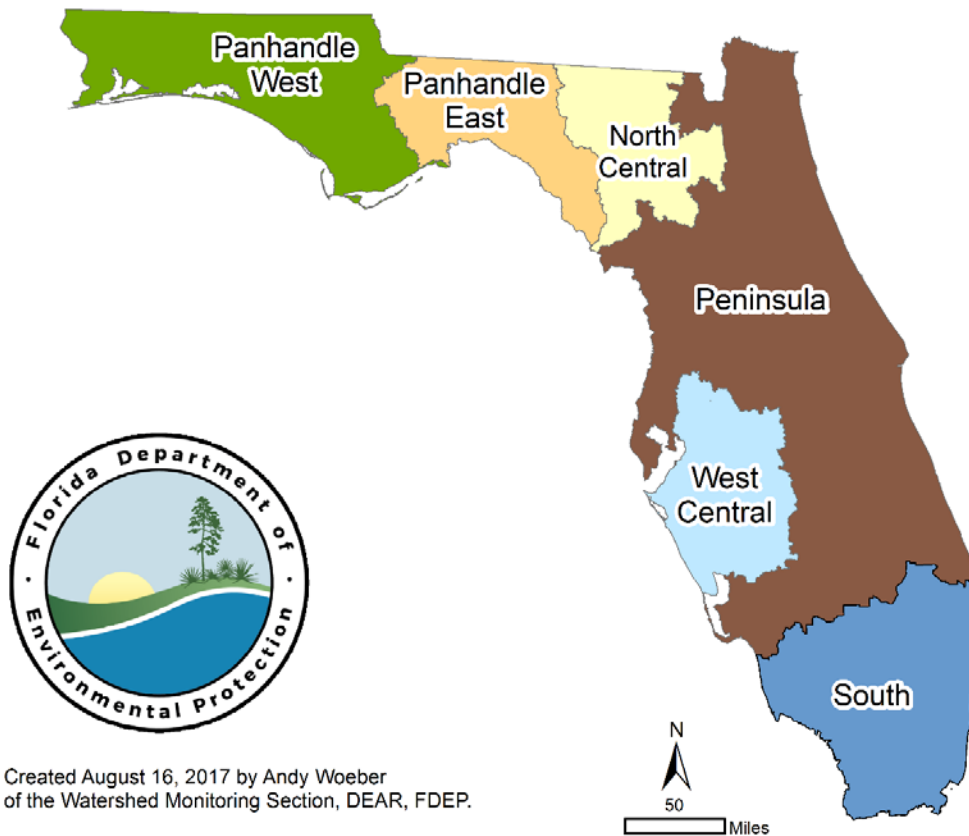 Panhandle
West
Panhandle
East
North
Central
Peninsula
West
Central
South
Florida Department of
Environmental Protection
N
50
Miles
Created August 16, 2017 by Andy Woeber
of the Watershed Monitoring Section, DEAR, FDEP.